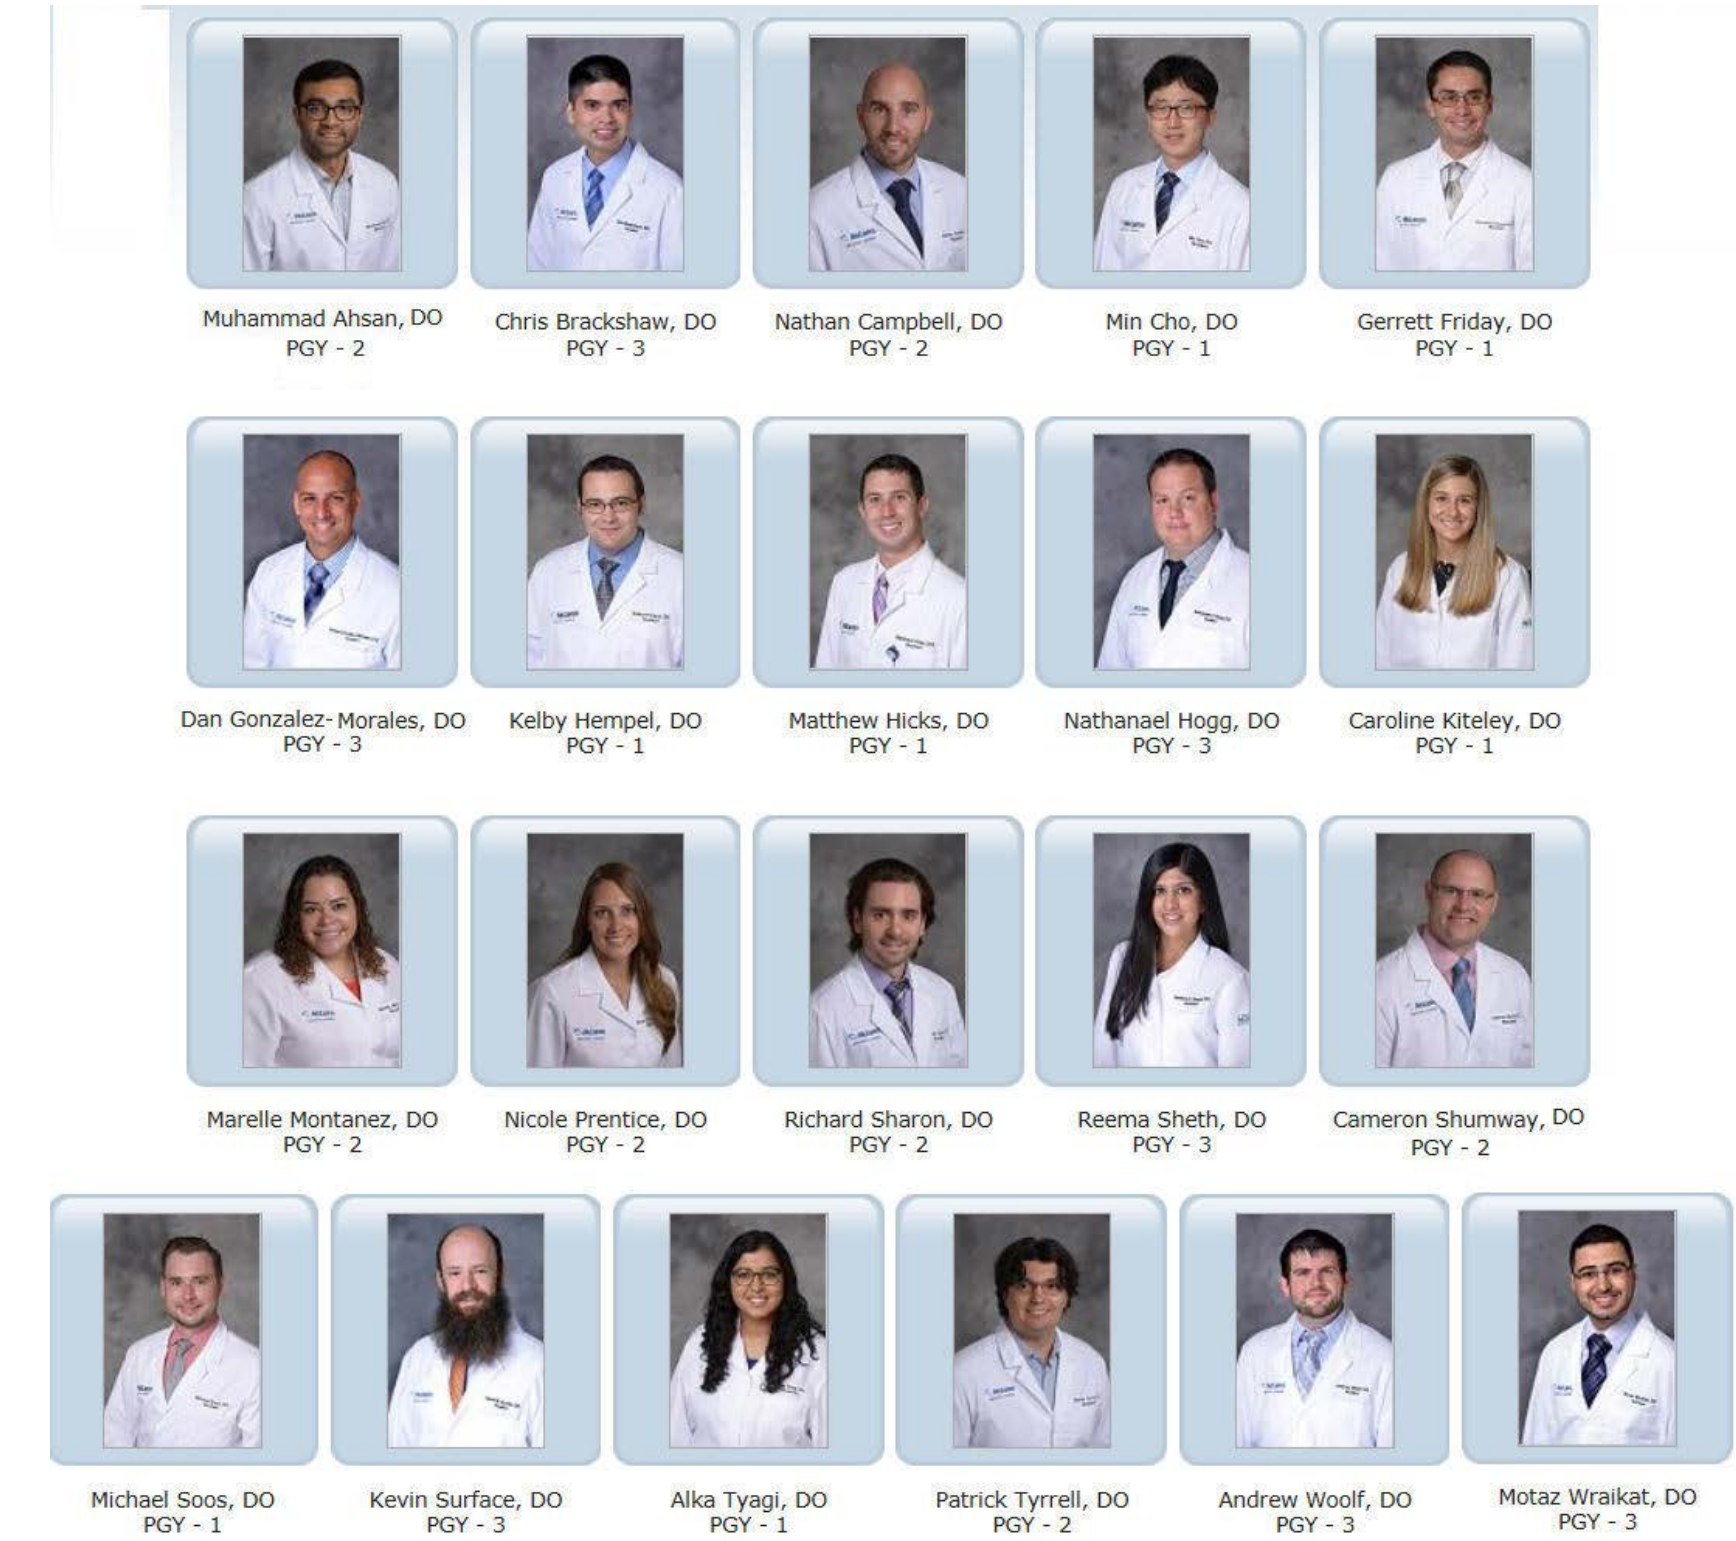 Muhammad Ahsan, DO
PGY - 2
Chris Brackshaw, DO
PGY - 3
Nathan Campbell, DO
PGY - 2
Min Cho, DO
PGY - 1
Gerrett Friday, DO
PGY - 1
Dan Gonzalez-Morales, DO
PGY - 3
Kelby Hempel, DO
PGY - 1
Matthew Hicks, DO
PGY - 1
Nathanael Hogg, DO
PGY - 3
Caroline Kiteley, DO
PGY - 1
Marelle Montanez, DO
PGY - 2
Nicole Prentice, DO
PGY - 2
Richard Sharon, DO
PGY - 2
Reema Sheth, DO
PGY - 3
Cameron Shumway, DO
PGY - 2
Michael Soos, DO
PGY - 1
Kevin Surface, DO
PGY - 3
Alka Tyagi, DO
PGY - 1
Patrick Tyrrell, DO
PGY - 2
Andrew Woolf, DO
PGY - 3
Motaz Wraikat, DO
PGY - 3